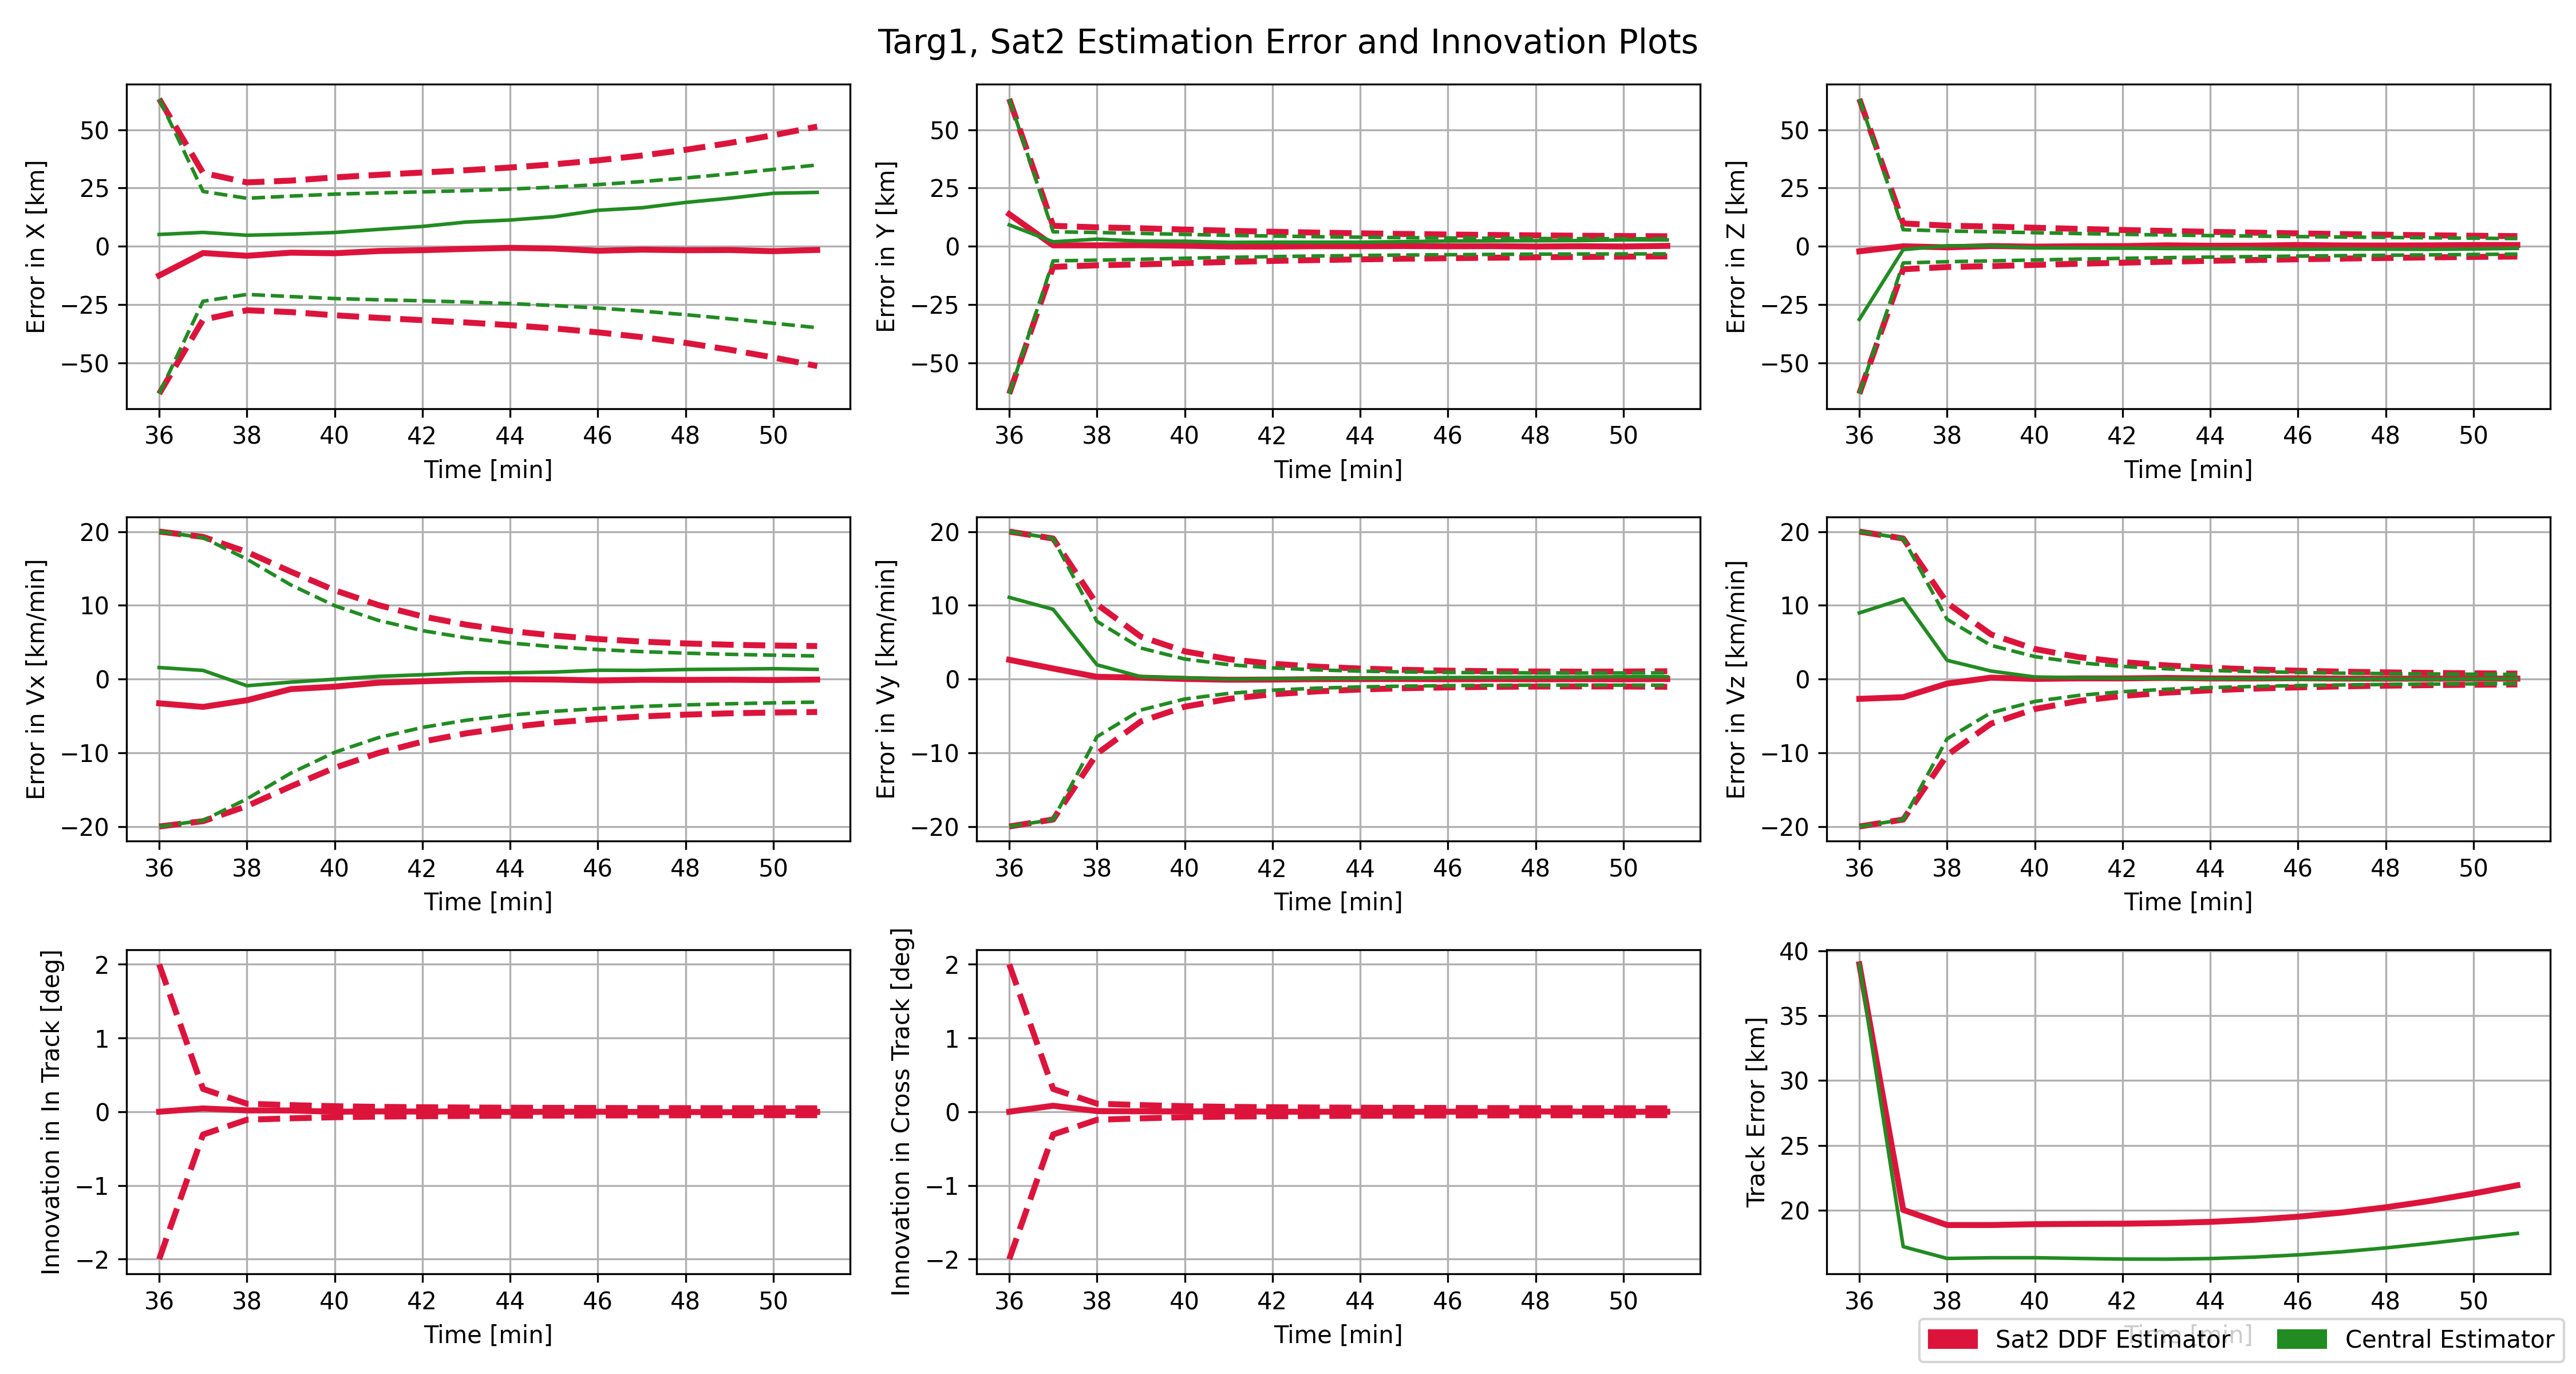 Targ1, Sat2 Estimation Error and Innovation Plots
Error in X [km]
50
25
0
−25
−50
36 38 40 42 44 46 48 50
Time [min]
Error in Y [km]
50
25
0
−25
−50
36 38 40 42 44 46 48 50
Time [min]
Error in Z [km]
50
25
0
−25
−50
36 38 40 42 44 46 48 50
Time [min]
Error in Vx [km/min]
20
10
0
−10
−20
36 38 40 42 44 46 48 50
Time [min]
Error in Vy [km/min]
20
10
0
−10
−20
36 38 40 42 44 46 48 50
Time [min]
Error in Vz [km/min]
20
10
0
−10
−20
36 38 40 42 44 46 48 50
Time [min]
Innovation in In Track [deg]
2
1
0
−1
−2
36 38 40 42 44 46 48 50
Time [min]
Innovation in Cross Track [deg]
2
1
0
−1
−2
36 38 40 42 44 46 48 50
Time [min]
Track Error [km]
40
35
30
25
20
36 38 40 42 44 46 48 50
Time [min]
Sat2 DDF Estimator
Central Estimator